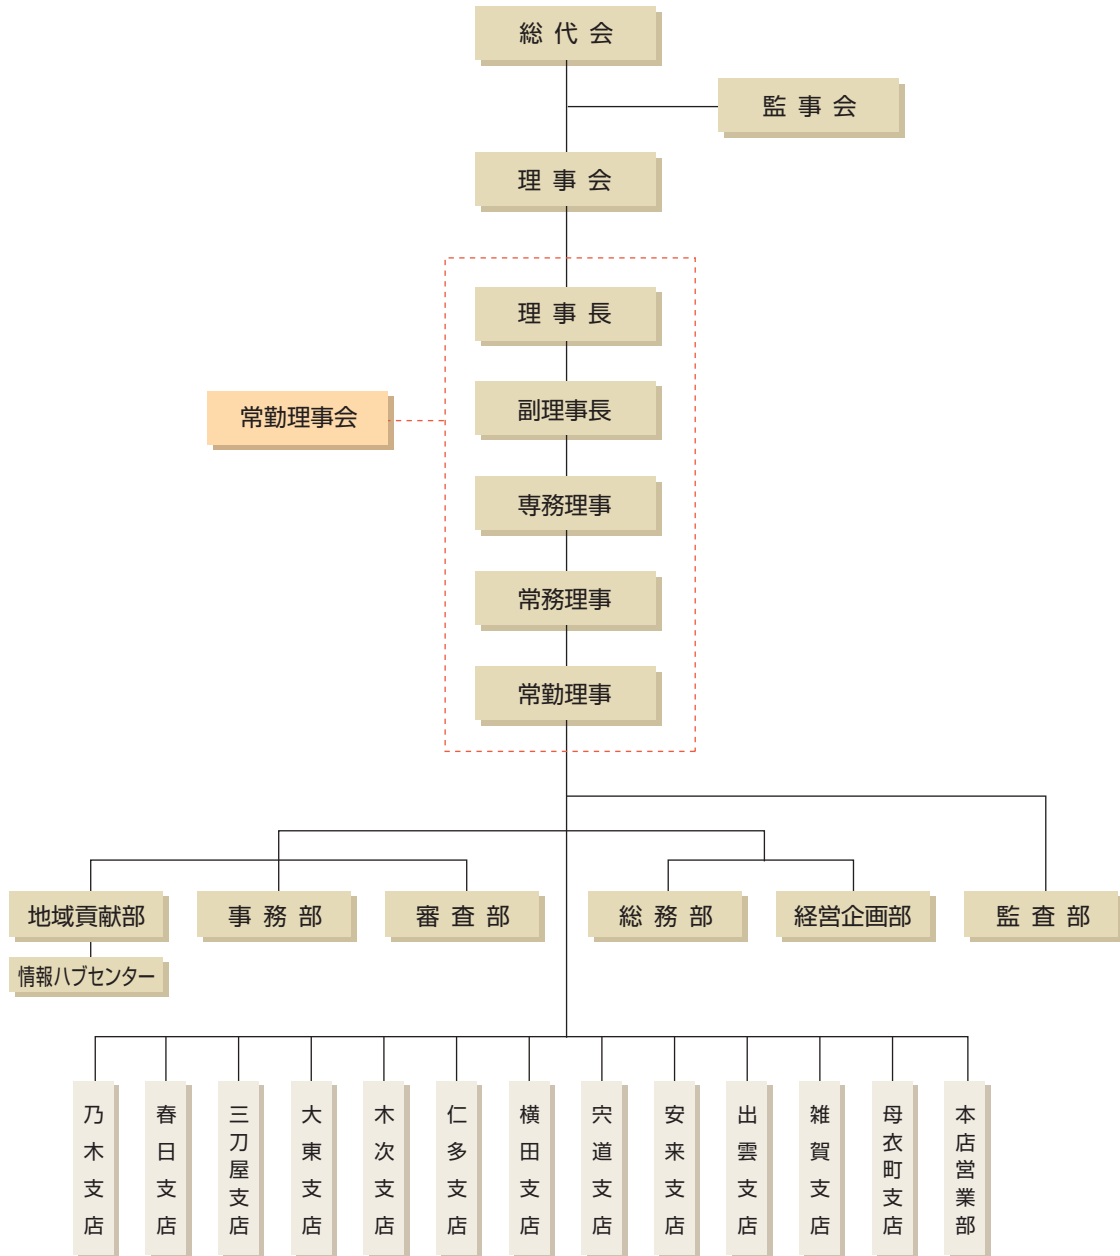 総代会
監事会
理事会
理事長
副理事長
常勤理事会
専務理事
常務理事
常勤理事
地域貢献部
事務部
審査部
総務部
経営企画部
監査部
情報ハブセンター
乃木支店
春日支店
三刀屋支店
大東支店
木次支店
仁多支店
横田支店
宍道支店
安来支店
出雲支店
雑賀支店
母衣町支店
本店営業部